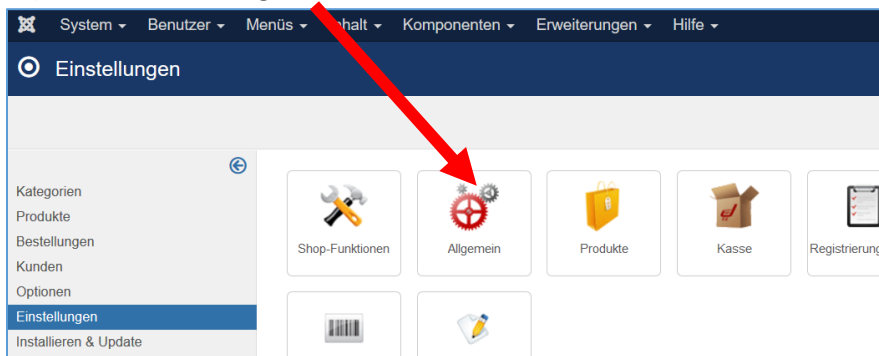 System Benutzer Menüs Inhalt Komponenten Erweiterungen Hilfe
Einstellungen
Kategorien
Produkte
Bestellungen
Kunden
Optionen
Einstellungen
Installieren & Update
Shop-Funktionen Allgemein Produkte Kasse